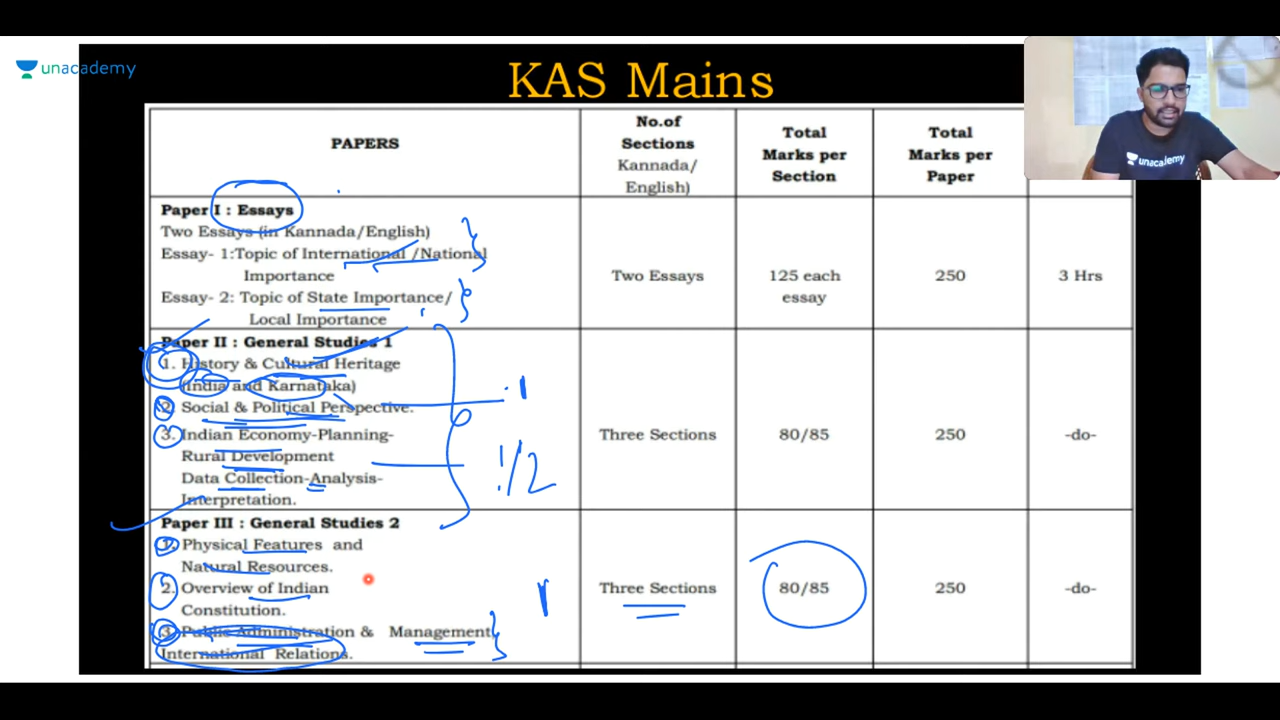 unacademy
KAS Mains
PAPERS
No.of
Sections
Kannada/
English)
Total
Marks per
Section
Total
Marks per
Paper
unacademy
Paper I : Essays
Two Essays (in Kannada/English)
Essay- 1:Topic of International /National
Importance
Essay- 2: Topic of State Importance/
Local Importance
Two Essays
125 each
essay
250
3 Hrs
Paper II : General Studies 1
1. History & Cultural Heritage
(India and Karnataka)
2. Social & Political Perspective.
3. Indian Economy-Planning-
Rural Development
Data Collection-Analysis-
Interpretation.
Three Sections
80/85
250
-do-
1/2
Paper III : General Studies 2
1. Physical Features and
Natural Resources.
2. Overview of Indian
Constitution.
3. Public Administration & Management
International Relations.
Three Sections
80/85
250
-do-